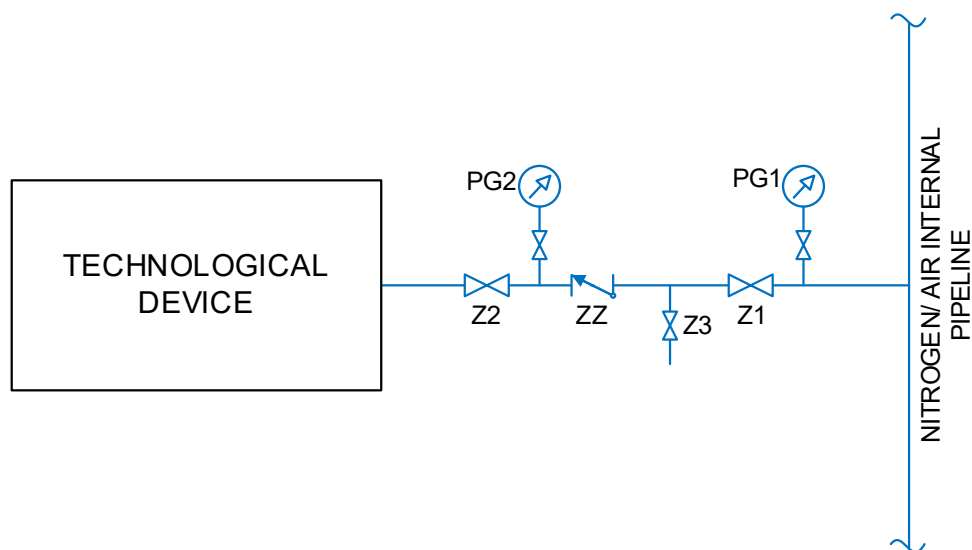 PG2
PG1
TECHNOLOGICAL
DEVICE
Z2
ZZ
Z3
Z1
NITROGEN/ AIR INTERNAL
PIPELINE